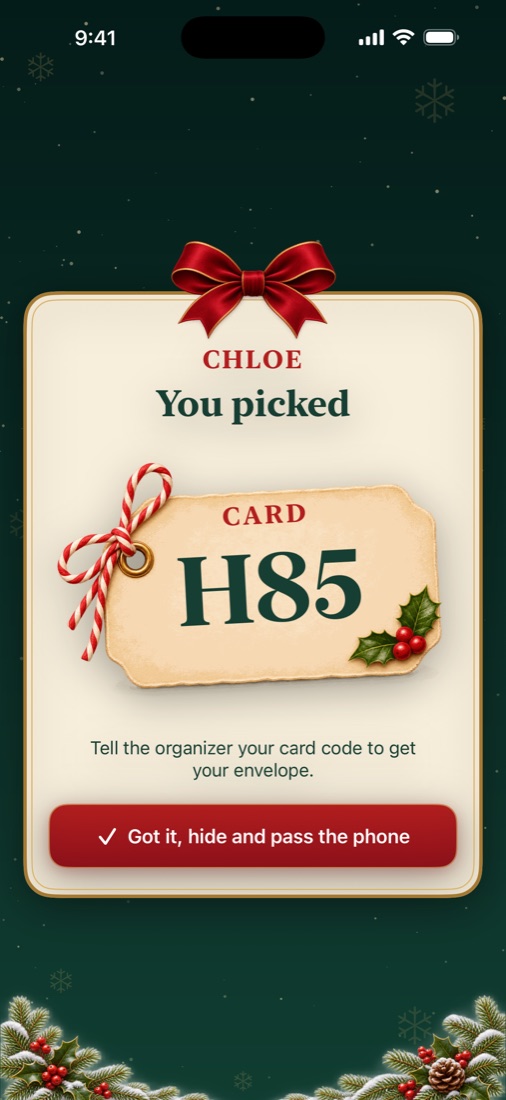 9:41
CHLOE
You picked
CARD
H85
Tell the organizer your card code to get
your envelope.
Got it, hide and pass the phone